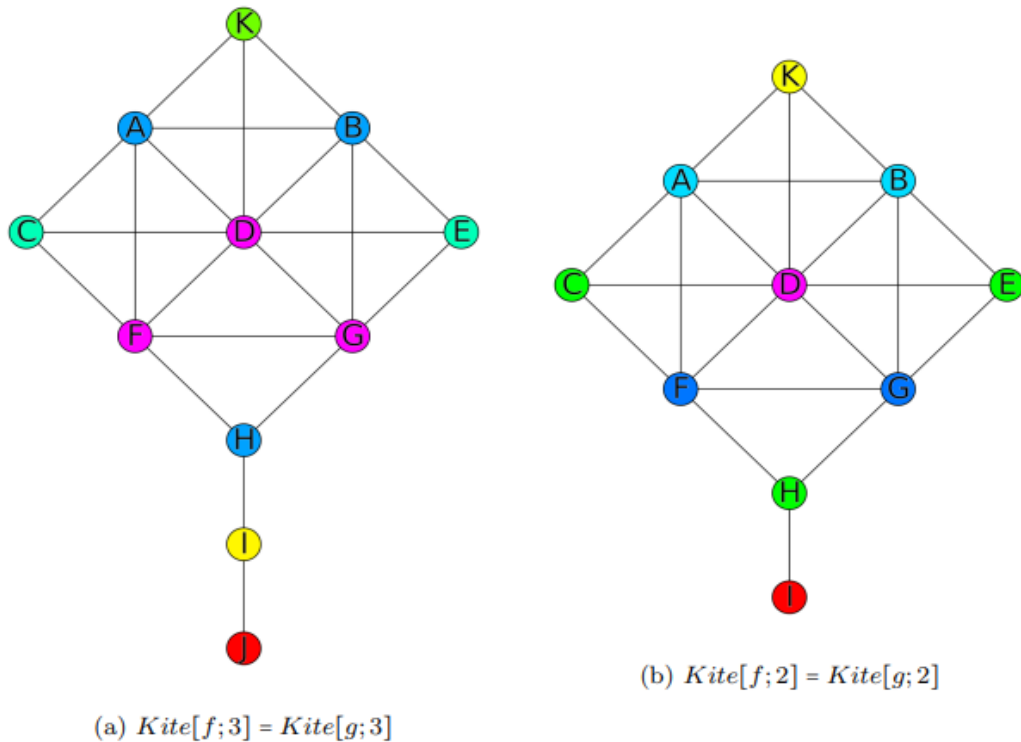 K
A B
C D E
F G
H
I
J
(a) Kite[f;3] = Kite[g;3]
K
A B
C D E
F G
H
I
(b) Kite[f;2] = Kite[g;2]